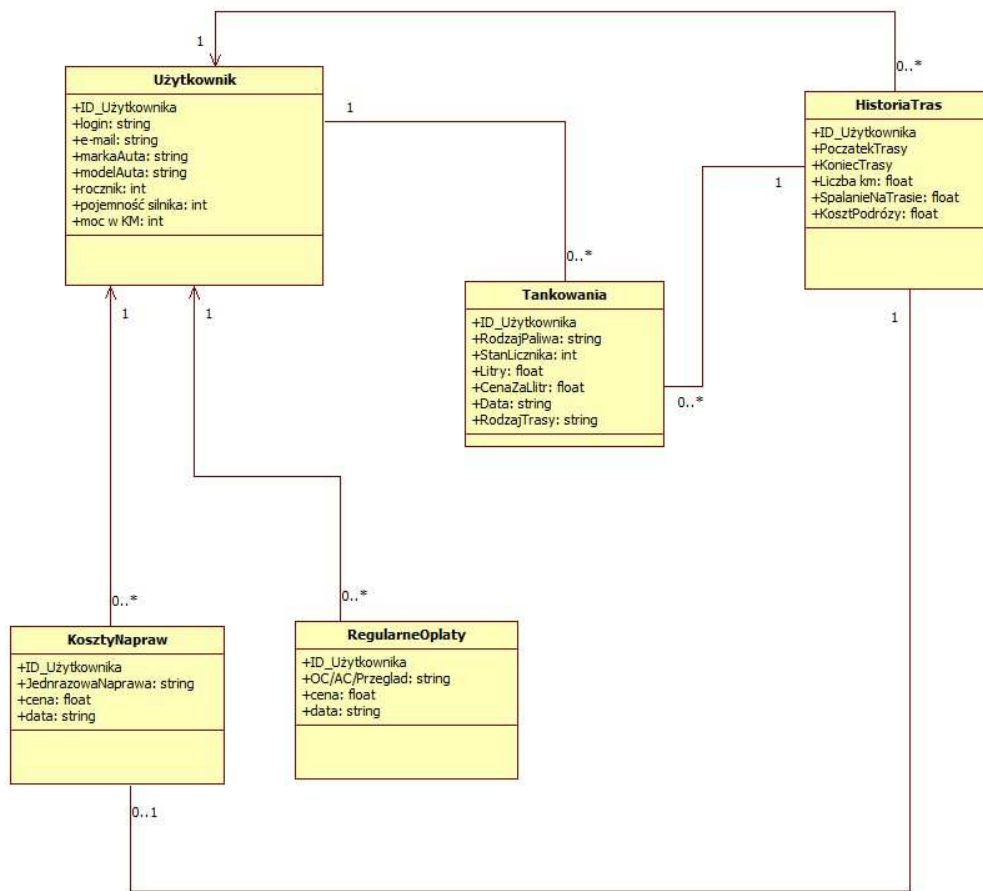 1
0..*
Użytkownik
+ID_Użytkownika
+login: string
+e-mail: string
+markaAuta: string
+modelAuta: string
+rocznik: int
+pojemność silnika: int
+moc w KM: int
1
HistoriaTras
+ID_Użytkownika
+PoczatekTrasy
+KoniecTrasy
+Liczba km: float
+SpalanieNaTrasie: float
+KosztPodrózy: float
1
0..*
Tankowania
+ID_Użytkownika
+RodzajPaliwa: string
+StanLicznika: int
+Litry: float
+CenaZaLlitr: float
+Data: string
+RodzajTrasy: string
0..*
1
1
1
0..*
0..*
KosztyNapraw
+ID_Użytkownika
+JednrazowaNaprawa: string
+cena: float
+data: string
RegularneOplaty
+ID_Użytkownika
+OC/AC/Przeglad: string
+cena: float
+data: string
0..1